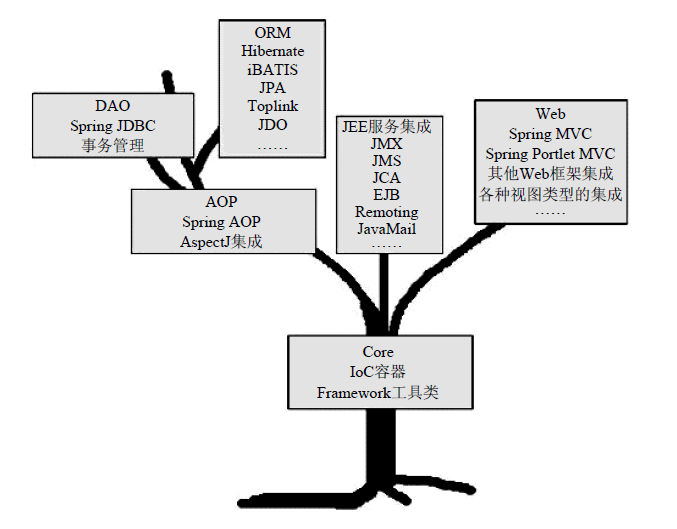 ORM
Hibernate
iBATIS
JPA
Toplink
JDO
……
DAO
Spring JDBC
事务管理
AOP
Spring AOP
AspectJ集成
JEE服务集成
JMX
JMS
JCA
EJB
Remoting
JavaMail
……
Web
Spring MVC
Spring Portlet MVC
其他Web框架集成
各种视图类型的集成
……
Core
IoC容器
Framework工具类